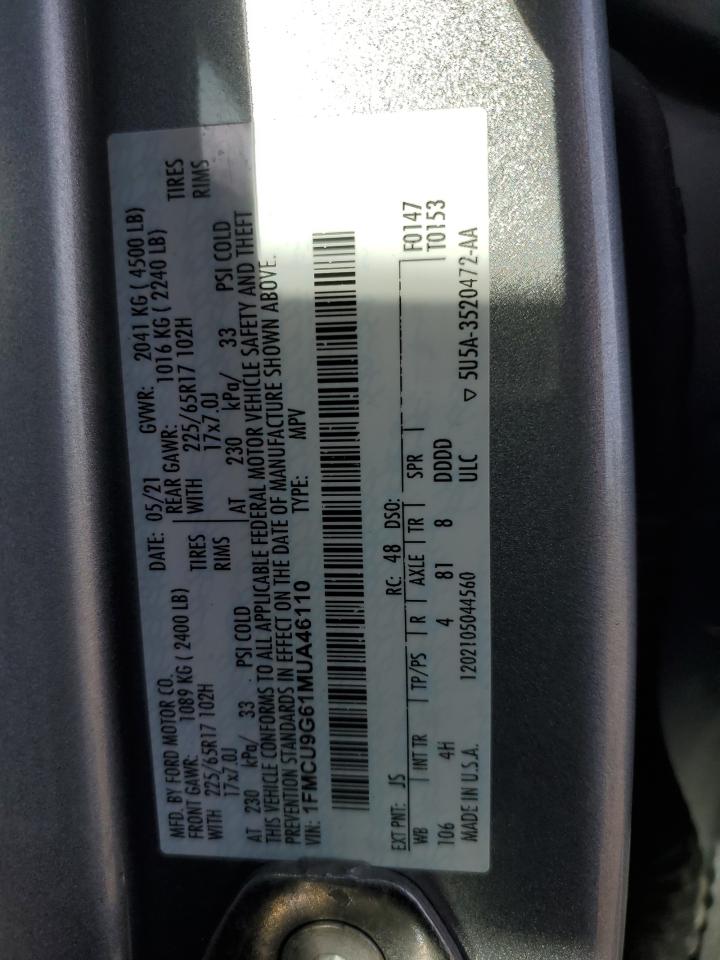 MFD. BY FORD MOTOR CO. DATE: 05/21 GVWR: 2041 KG ( 4500 LB)
FRONT GAWR: 1089 KG ( 2400 LB) REAR GAWR: 1016 KG ( 2240 LB)
WITH 225/65R17 102H TIRES WITH 225/65R17 102H TIRES
17x7.0J RIMS 17x7.0J RIMS
AT 230 kPa/ 33 PSI COLD AT 230 kPa/ 33 PSI COLD
THIS VEHICLE CONFORMS TO ALL APPLICABLE FEDERAL MOTOR VEHICLE SAFETY AND THEFT
PREVENTION STANDARDS IN EFFECT ON THE DATE OF MANUFACTURE SHOWN ABOVE.
VIN: 1FMCU9G61MUA46110 TYPE: MPV
EXT PNT: JS RC: 48 DSO: F0147
WB INT TR TP/PS R AXLE TR SPR T0153
106 4H 4 81 8 DDDD
MADE IN U.S.A. 1202105044560 ULC ▽ 5U5A-3520472-AA